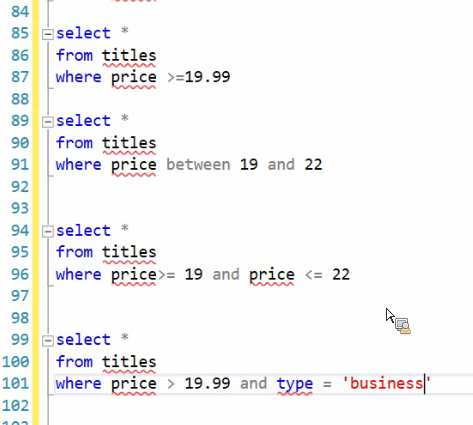 84
85 select *
86 from titles
87 where price >=19.99
88
89 select *
90 from titles
91 where price between 19 and 22
92
93
94 select *
95 from titles
96 where price>= 19 and price <= 22
97
98
99 select *
100 from titles
101 where price > 19.99 and type = 'business'
102